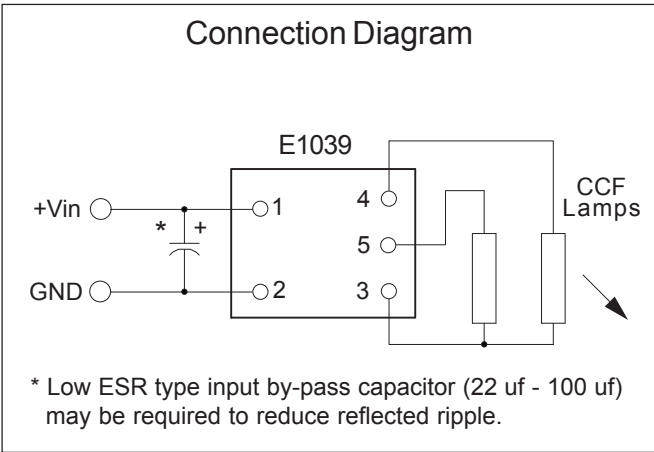 Connection Diagram
E1039
+Vin
1
4
CCF
Lamps
* +
5
GND
2
3
* Low ESR type input by-pass capacitor (22 uf - 100 uf)
may be required to reduce reflected ripple.